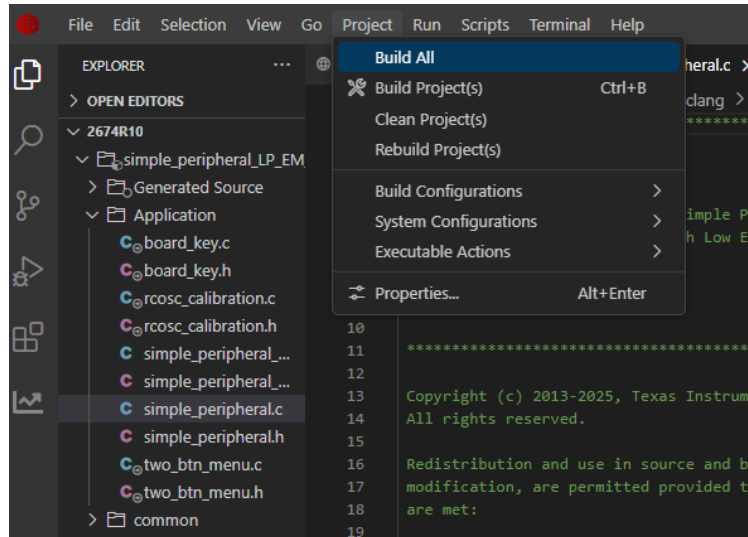 File Edit Selection View Go Project Run Scripts Terminal Help
EXPLORER ...
OPEN EDITORS
2674R10
simple_peripheral_LP_EM
Generated Source
Application
board_key.c
board_key.h
rcosc_calibration.c
rcosc_calibration.h
simple_peripheral_...
simple_peripheral_...
simple_peripheral.c
simple_peripheral.h
two_btn_menu.c
two_btn_menu.h
common
Build All
Build Project(s) Ctrl+B
Clean Project(s)
Rebuild Project(s)
Build Configurations
System Configurations
Executable Actions
Properties... Alt+Enter
heral.c
clang >
*******
imple P
h Low E
10
11 ****************************************
12
13 Copyright (c) 2013-2025, Texas Instrum
14 All rights reserved.
15
16 Redistribution and use in source and b
17 modification, are permitted provided t
18 are met:
19